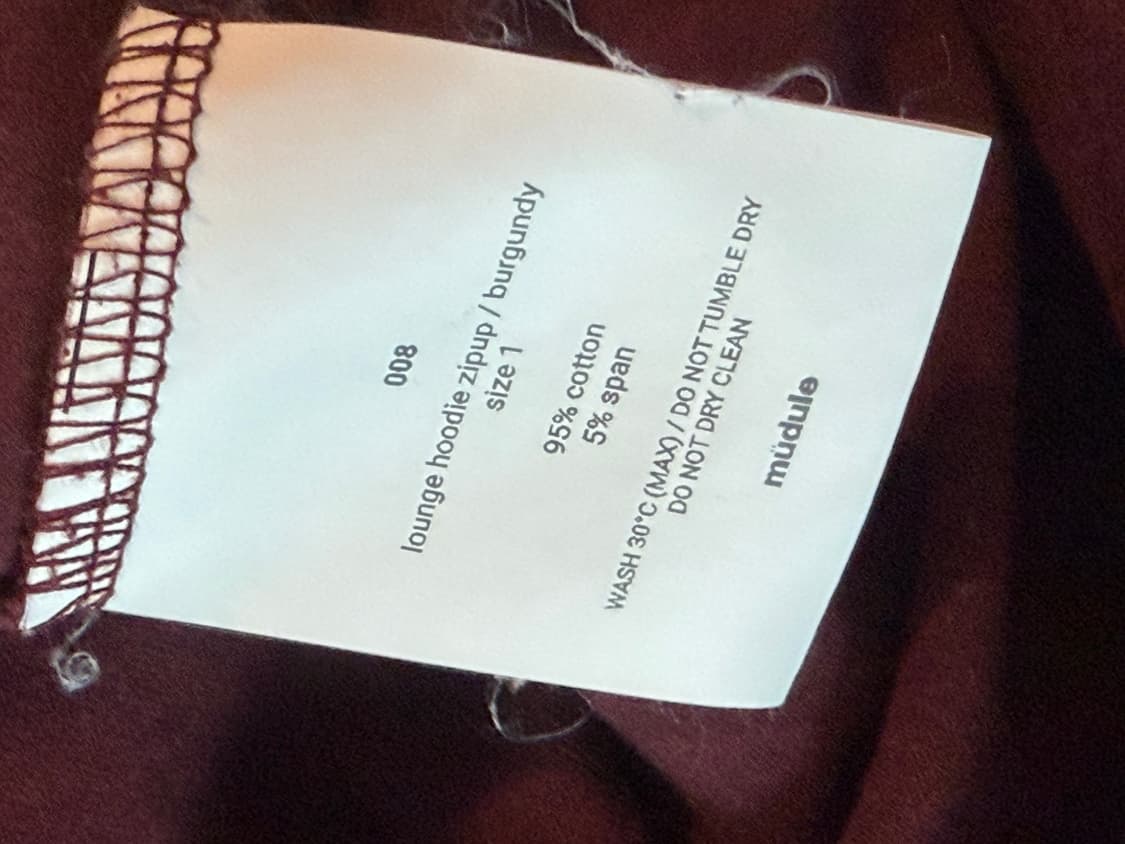 008
lounge hoodie zipup / burgundy
size 1
95% cotton
5% span
WASH 30°C (MAX) / DO NOT TUMBLE DRY
DO NOT DRY CLEAN
müdule